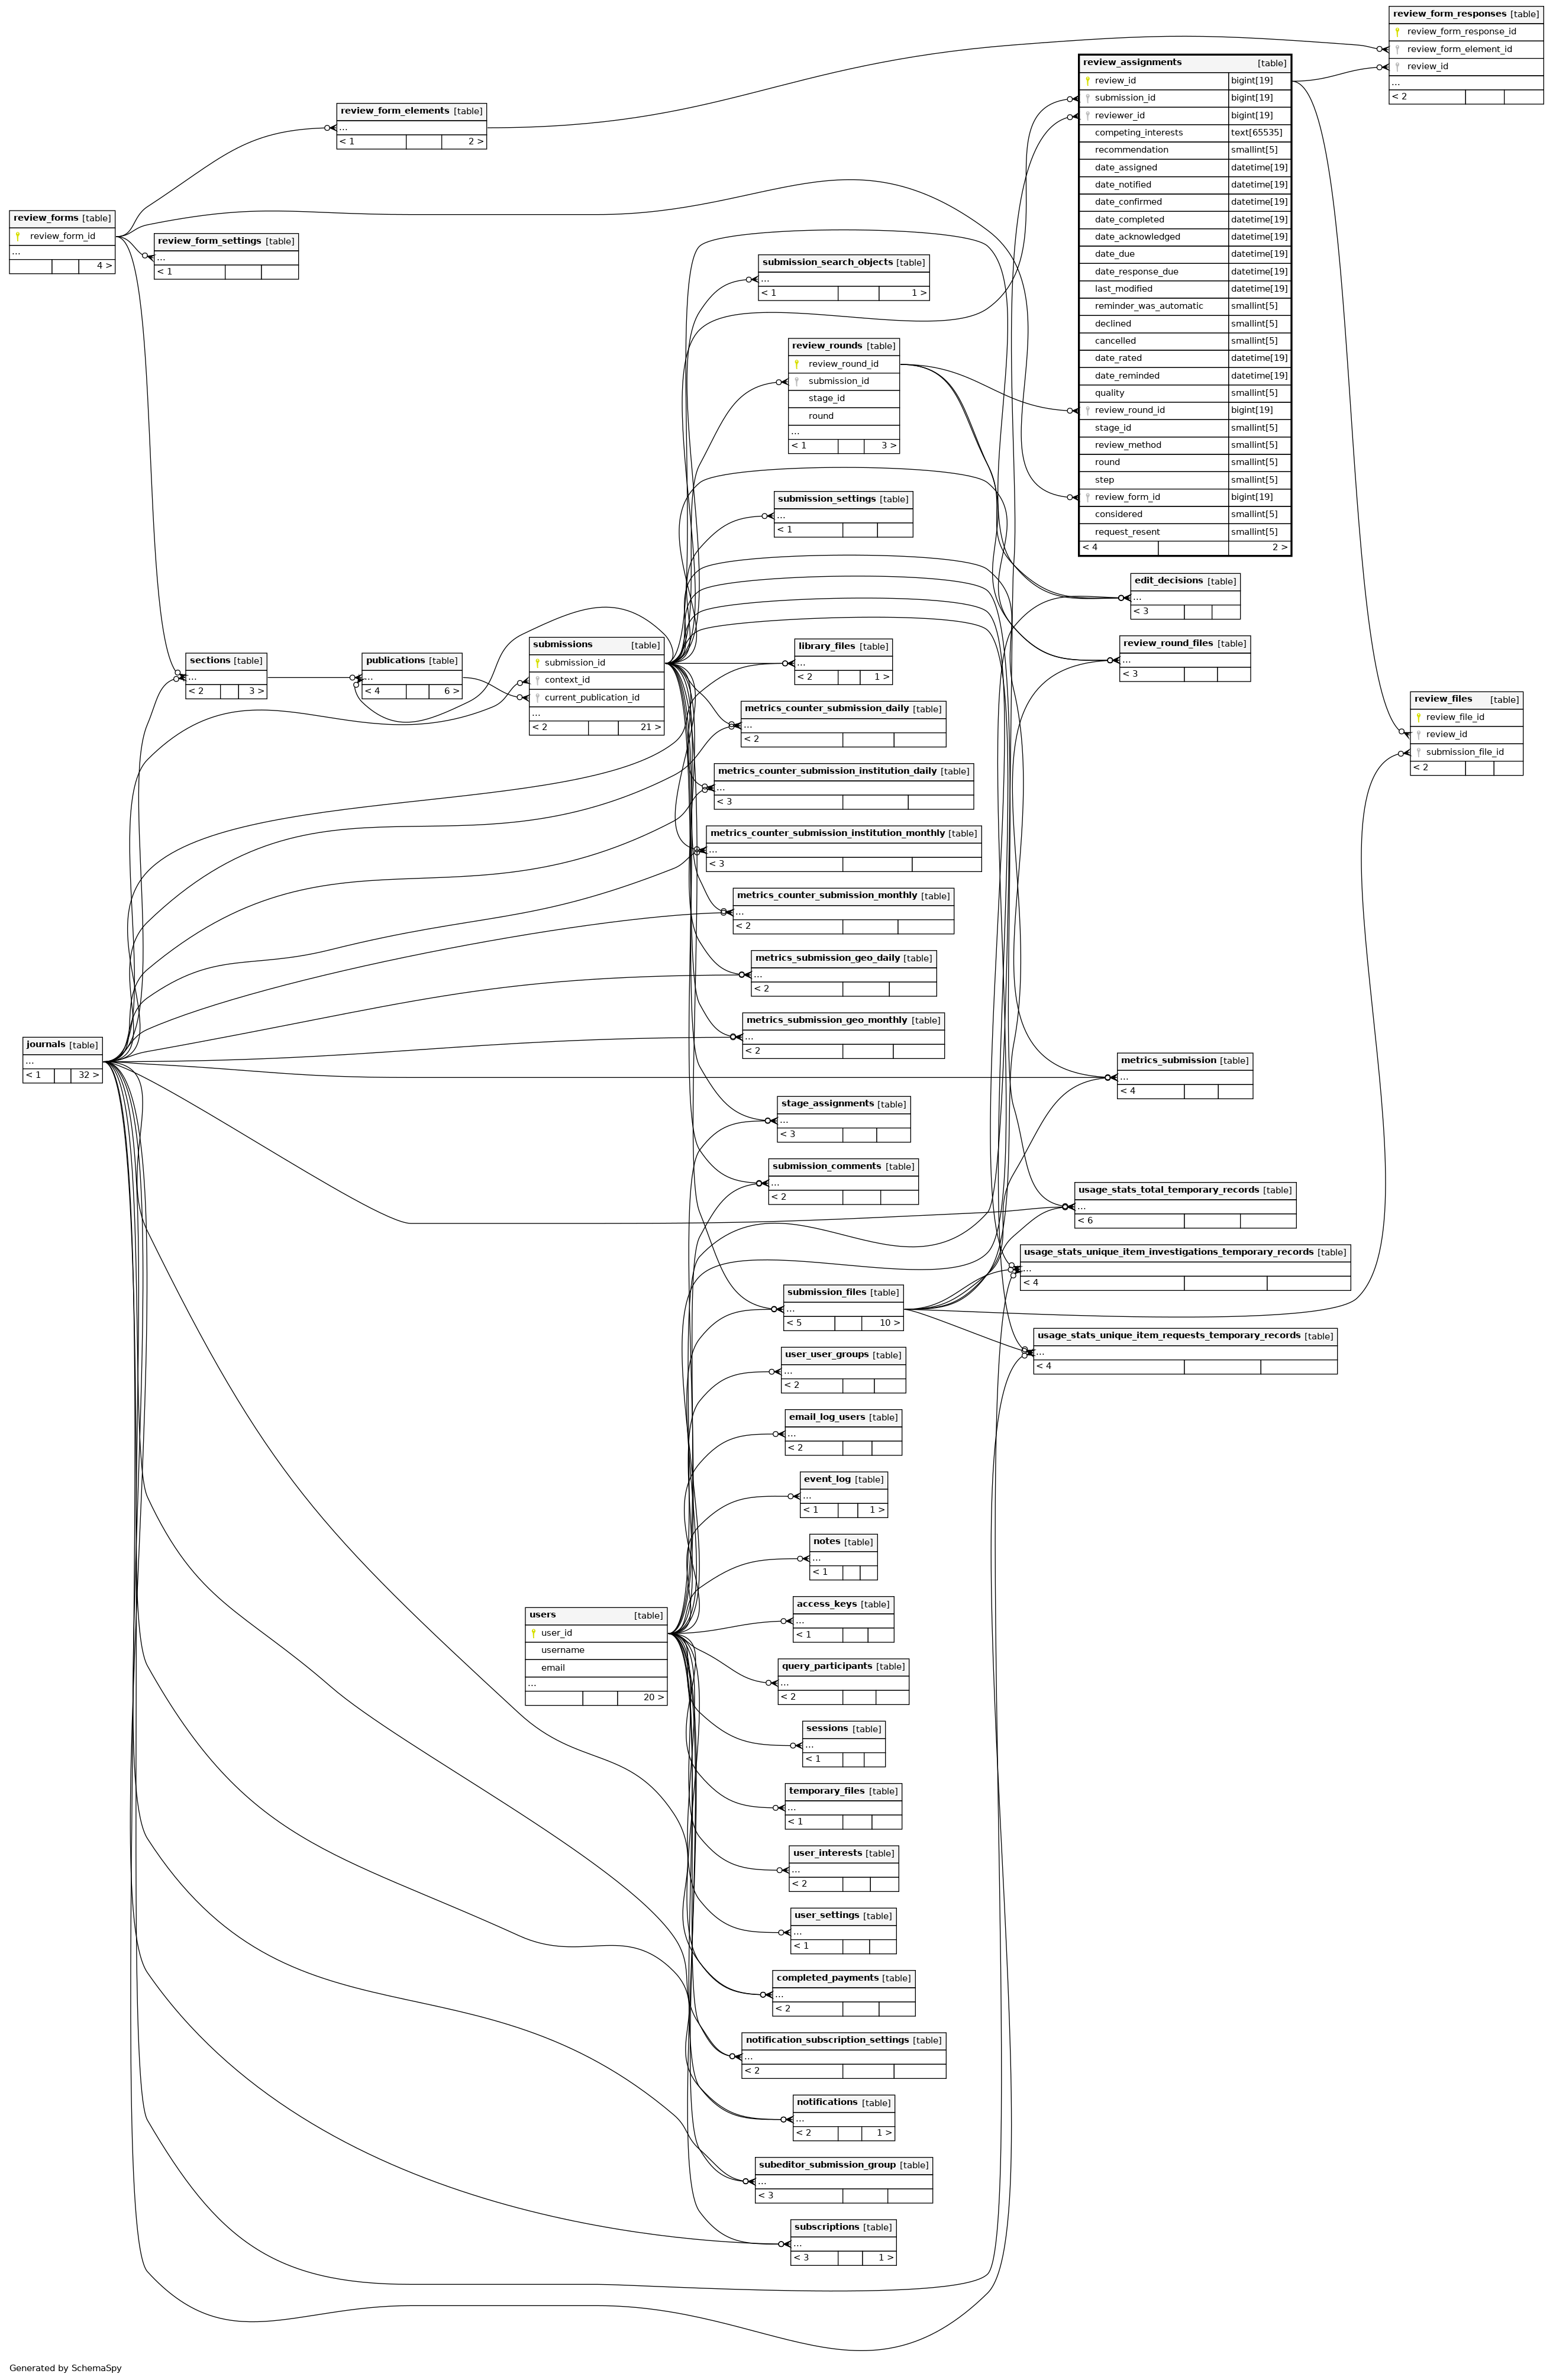 review_form_responses [table]
review_form_response_id
review_form_element_id
review_id
...
< 2
review_assignments [table]
review_id bigint[19]
submission_id bigint[19]
reviewer_id bigint[19]
competing_interests text[65535]
recommendation smallint[5]
date_assigned datetime[19]
date_notified datetime[19]
date_confirmed datetime[19]
date_completed datetime[19]
date_acknowledged datetime[19]
date_due datetime[19]
date_response_due datetime[19]
last_modified datetime[19]
reminder_was_automatic smallint[5]
declined smallint[5]
cancelled smallint[5]
date_rated datetime[19]
date_reminded datetime[19]
quality smallint[5]
review_round_id bigint[19]
stage_id smallint[5]
review_method smallint[5]
round smallint[5]
step smallint[5]
review_form_id bigint[19]
considered smallint[5]
request_resent smallint[5]
< 4 2 >
review_form_elements [table]
...
< 1 2 >
review_forms [table]
review_form_id
...
4 >
review_form_settings [table]
...
< 1
submission_search_objects [table]
...
< 1 1 >
review_rounds [table]
review_round_id
submission_id
stage_id
round
...
< 1 3 >
submission_settings [table]
...
< 1
edit_decisions [table]
...
< 3
review_round_files [table]
...
< 3
sections [table]
...
< 2 3 >
publications [table]
...
< 4 6 >
submissions [table]
submission_id
context_id
current_publication_id
...
< 2 21 >
library_files [table]
...
< 2 1 >
review_files [table]
review_file_id
review_id
submission_file_id
< 2
metrics_counter_submission_daily [table]
...
< 2
metrics_counter_submission_institution_daily [table]
...
< 3
metrics_counter_submission_institution_monthly [table]
...
< 3
metrics_counter_submission_monthly [table]
...
< 2
metrics_submission_geo_daily [table]
...
< 2
metrics_submission_geo_monthly [table]
...
< 2
journals [table]
...
< 1 32 >
metrics_submission [table]
...
< 4
stage_assignments [table]
...
< 3
submission_comments [table]
...
< 2
usage_stats_total_temporary_records [table]
...
< 6
usage_stats_unique_item_investigations_temporary_records [table]
...
< 4
submission_files [table]
...
< 5 10 >
usage_stats_unique_item_requests_temporary_records [table]
...
< 4
user_user_groups [table]
...
< 2
email_log_users [table]
...
< 2
event_log [table]
...
< 1 1 >
notes [table]
...
< 1
access_keys [table]
...
< 1
users [table]
user_id
username
email
...
20 >
query_participants [table]
...
< 2
sessions [table]
...
< 1
temporary_files [table]
...
< 1
user_interests [table]
...
< 2
user_settings [table]
...
< 1
completed_payments [table]
...
< 2
notification_subscription_settings [table]
...
< 2
notifications [table]
...
< 2 1 >
subeditor_submission_group [table]
...
< 3
subscriptions [table]
...
< 3 1 >
Generated by SchemaSpy